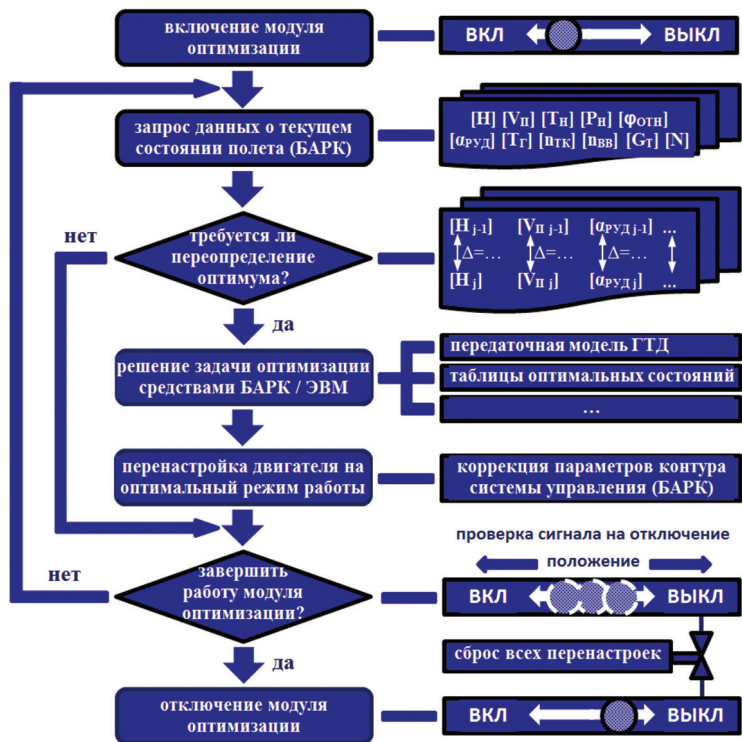 включение модуля
оптимизации
ВКЛ ВЫКЛ
запрос данных о текущем
состоянии полета (БАРК)
[H] [VП] [TН] [PН] [φОТН]
[αРУД] [TГ] [nТК] [nВВ] [GТ] [N]
нет
требуется ли
переопределение
оптимума?
[H j-1] [VП j-1] [αРУД j-1] ...
Δ=... Δ=... Δ=...
[H j] [VП j] [αРУД j] ...
да
решение задачи оптимизации
средствами БАРК / ЭВМ
передаточная модель ГТД
таблицы оптимальных состояний
...
перенастройка двигателя на
оптимальный режим работы
коррекция параметров контура
системы управления (БАРК)
проверка сигнала на отключение
положение
нет
завершить
работу модуля
оптимизации?
ВКЛ ВЫКЛ
сброс всех перенастроек
да
отключение модуля
оптимизации
ВКЛ ВЫКЛ